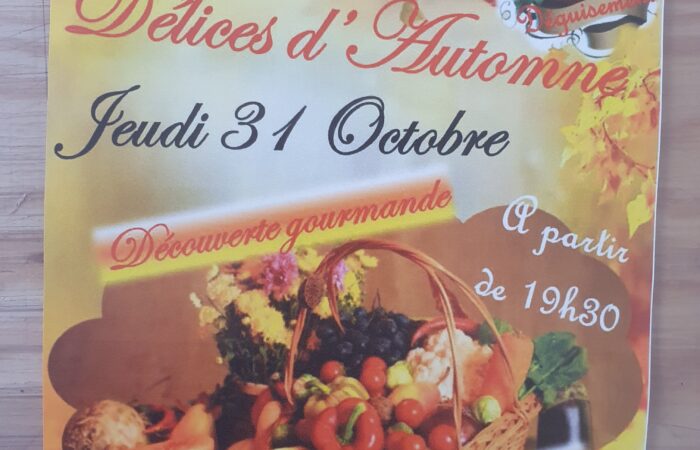 Déguisement
Délices d'Automne
Jeudi 31 Octobre
Découverte gourmande
A partir
de 19h30